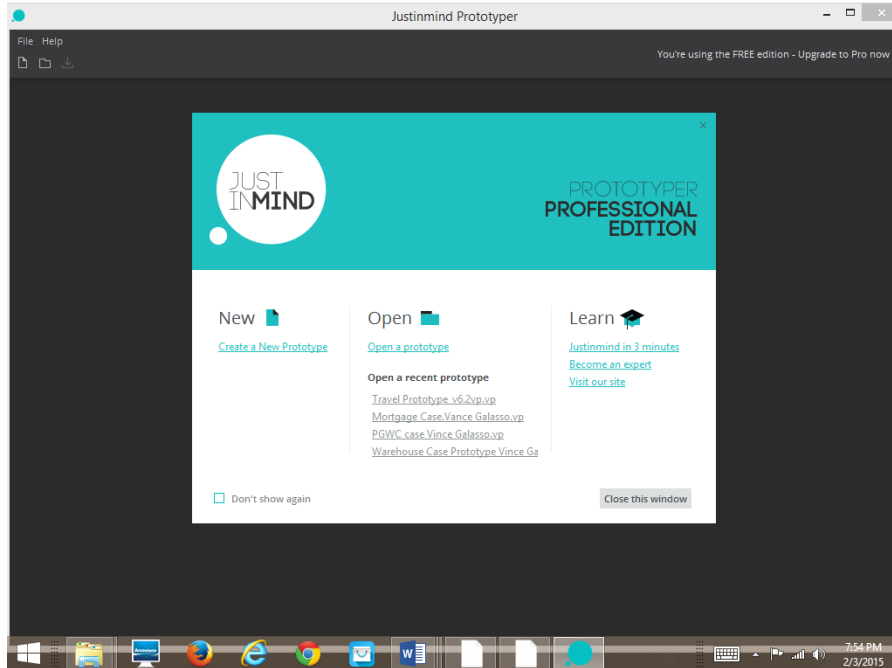 Justinmind Prototyper
File Help
You're using the FREE edition - Upgrade to Pro now
JUST
INMIND
PROTOTYPER
PROFESSIONAL
EDITION
New
Create a New Prototype
Open
Open a prototype
Open a recent prototype
Travel Prototype v6.2vp.vp
Mortgage Case.Vance Galasso.vp
PGWC case Vince Galasso.vp
Warehouse Case Prototype Vince Ga
Learn
Justinmind in 3 minutes
Become an expert
Visit our site
Don't show again
Close this window
7:54 PM
2/3/2015